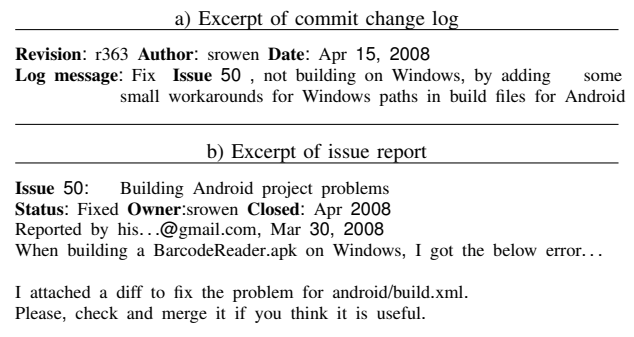 a) Excerpt of commit change log
Revision: r363 Author: srowen Date: Apr 15, 2008
Log message: Fix Issue 50 , not building on Windows, by adding some
small workarounds for Windows paths in build files for Android
b) Excerpt of issue report
Issue 50: Building Android project problems
Status: Fixed Owner:srowen Closed: Apr 2008
Reported by his...@gmail.com, Mar 30, 2008
When building a BarcodeReader.apk on Windows, I got the below error...
I attached a diff to fix the problem for android/build.xml.
Please, check and merge it if you think it is useful.